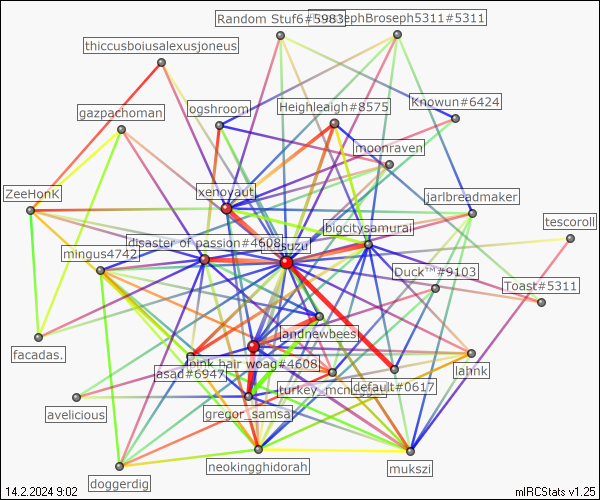 Random Stuf6#5983
ephBroseph5311#5311
thiccusboiusalexusjoneus
gazpachoman
ogshroom
Heighleaigh#8575
Knowun#6424
moonraven
ZeeHonK
xenoyaut
jarlbreadmaker
bigcitysamurai
tescoroll
mingus4742
disaster of passion#4608
suzu
Duck™#9103
Toast#5311
andnewbees
facadas.
pink hair woag#4608
asad#6947
turkey_mcn
default#0617
lahnk
avelicious
gregor_samsa
neokingghidorah
mukszi
doggerdig
14.2.2024 9:02
mIRCStats v1.25